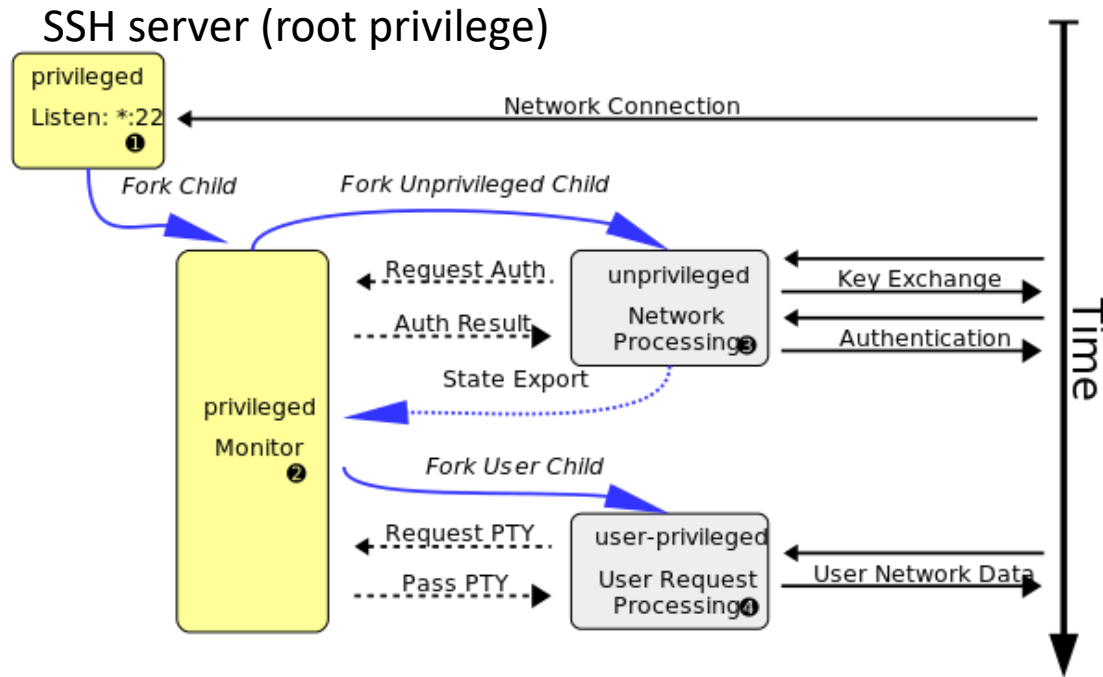 SSH server (root privilege)
privileged
Listen: *:22
❶
Network Connection
Fork Child
Fork Unprivileged Child
Request Auth
Auth Result
unprivileged
Network
Processing❸
Key Exchange
Authentication
State Export
privileged
Monitor
❷
Fork User Child
Request PTY
Pass PTY
user-privileged
User Request
Processing❹
User Network Data
Time